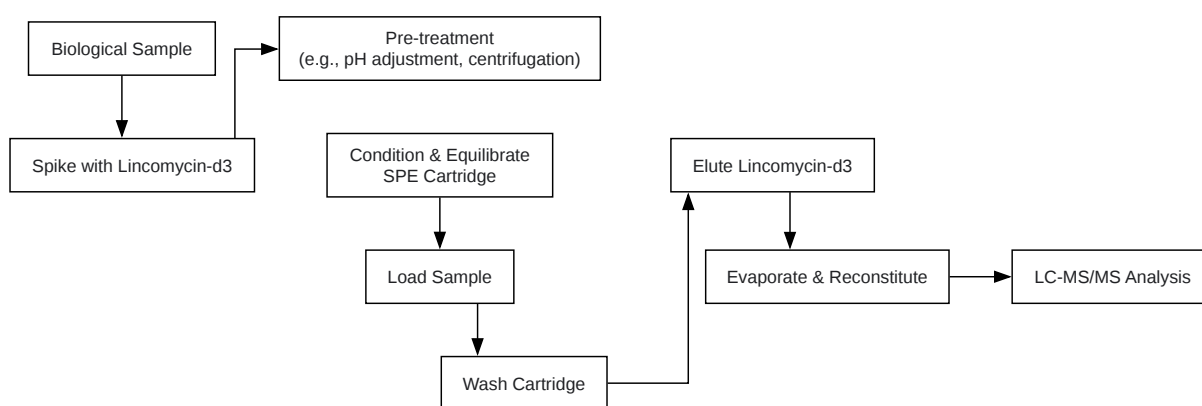 Biological Sample
Spike with Lincomycin-d3
Pre-treatment
(e.g., pH adjustment, centrifugation)
Condition & Equilibrate
SPE Cartridge
Load Sample
Wash Cartridge
Elute Lincomycin-d3
Evaporate & Reconstitute
LC-MS/MS Analysis